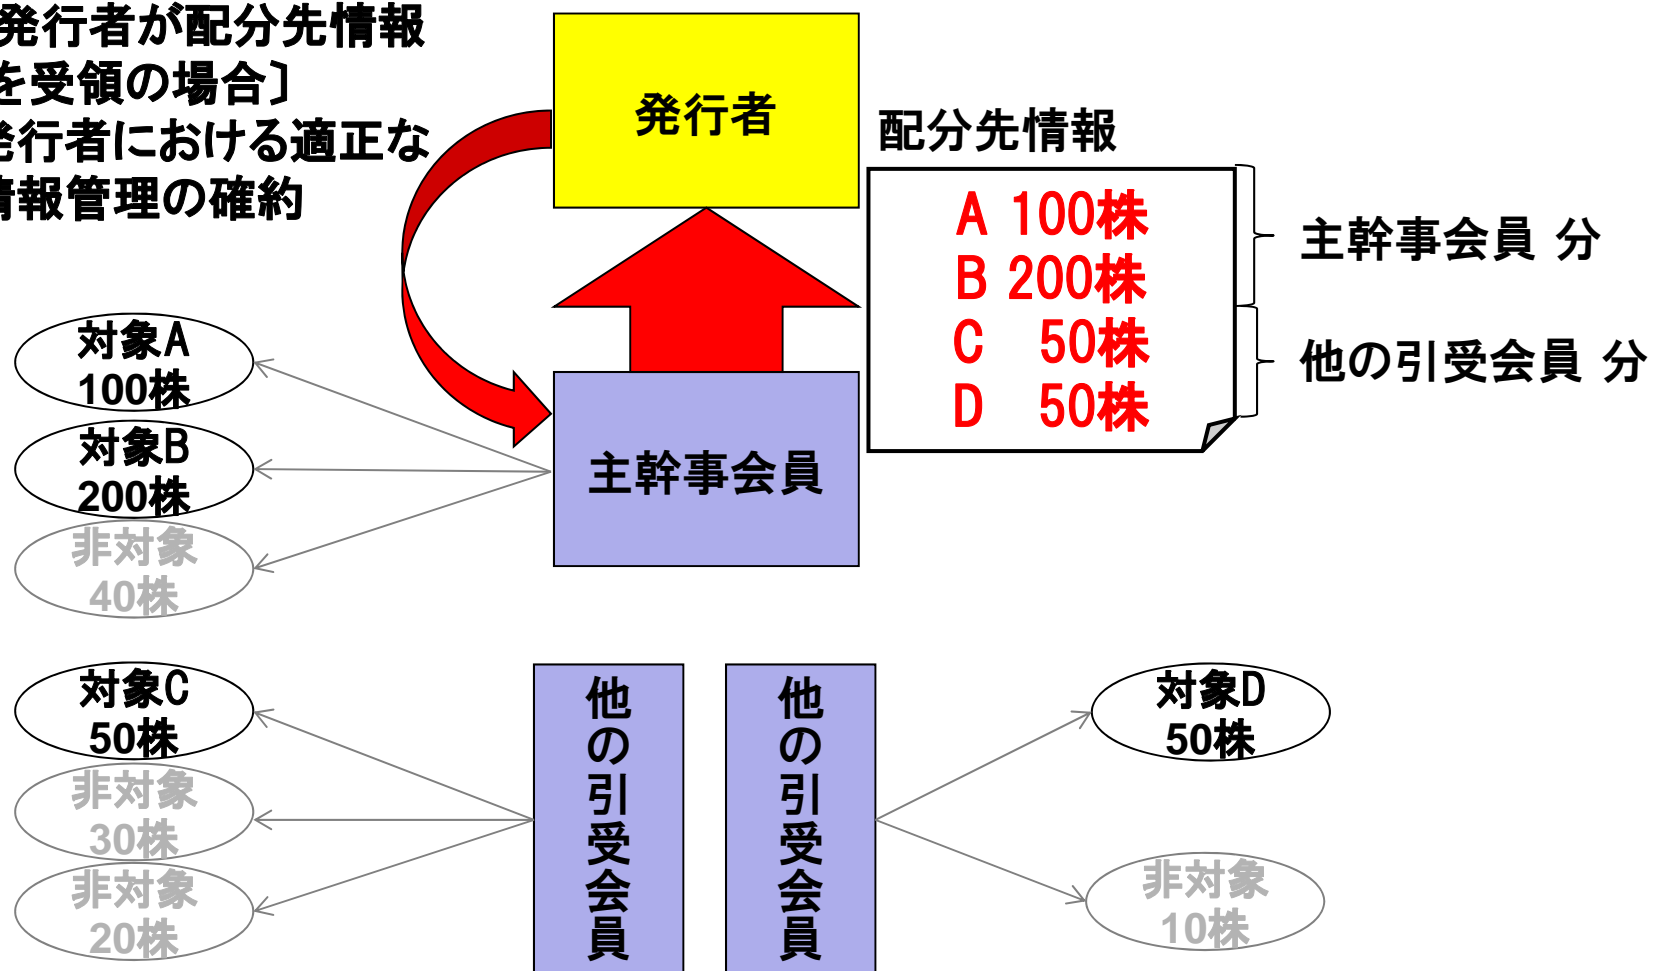 発行者が配分先情報
を受領の場合〕
発行者における適正な
情報管理の確約
発行者
配分先情報
A 100株
B 200株
C 50株
D 50株
主幹事会員 分
他の引受会員 分
対象A
100株
対象B
200株
非対象
40株
主幹事会員
対象C
50株
非対象
30株
非対象
20株
他の引受会員
他の引受会員
対象D
50株
非対象
10株